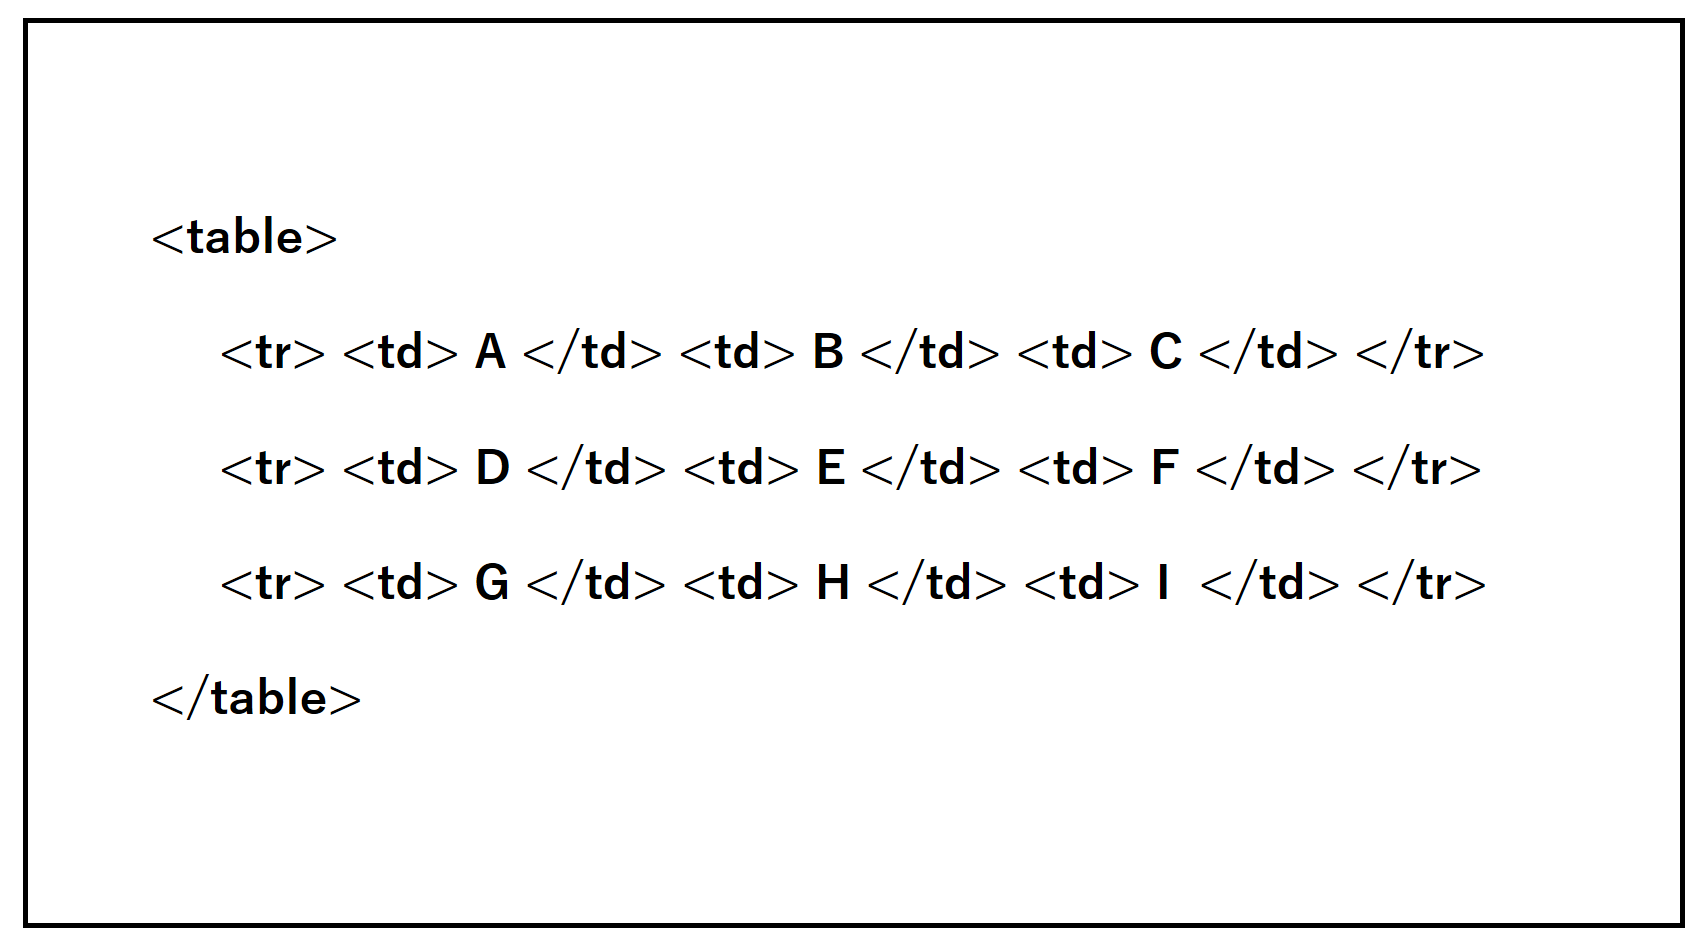 <table>
<tr> <td> A </td> <td> B </td> <td> C </td> </tr>
<tr> <td> D </td> <td> E </td> <td> F </td> </tr>
<tr> <td> G </td> <td> H </td> <td> I </td> </tr>
</table>